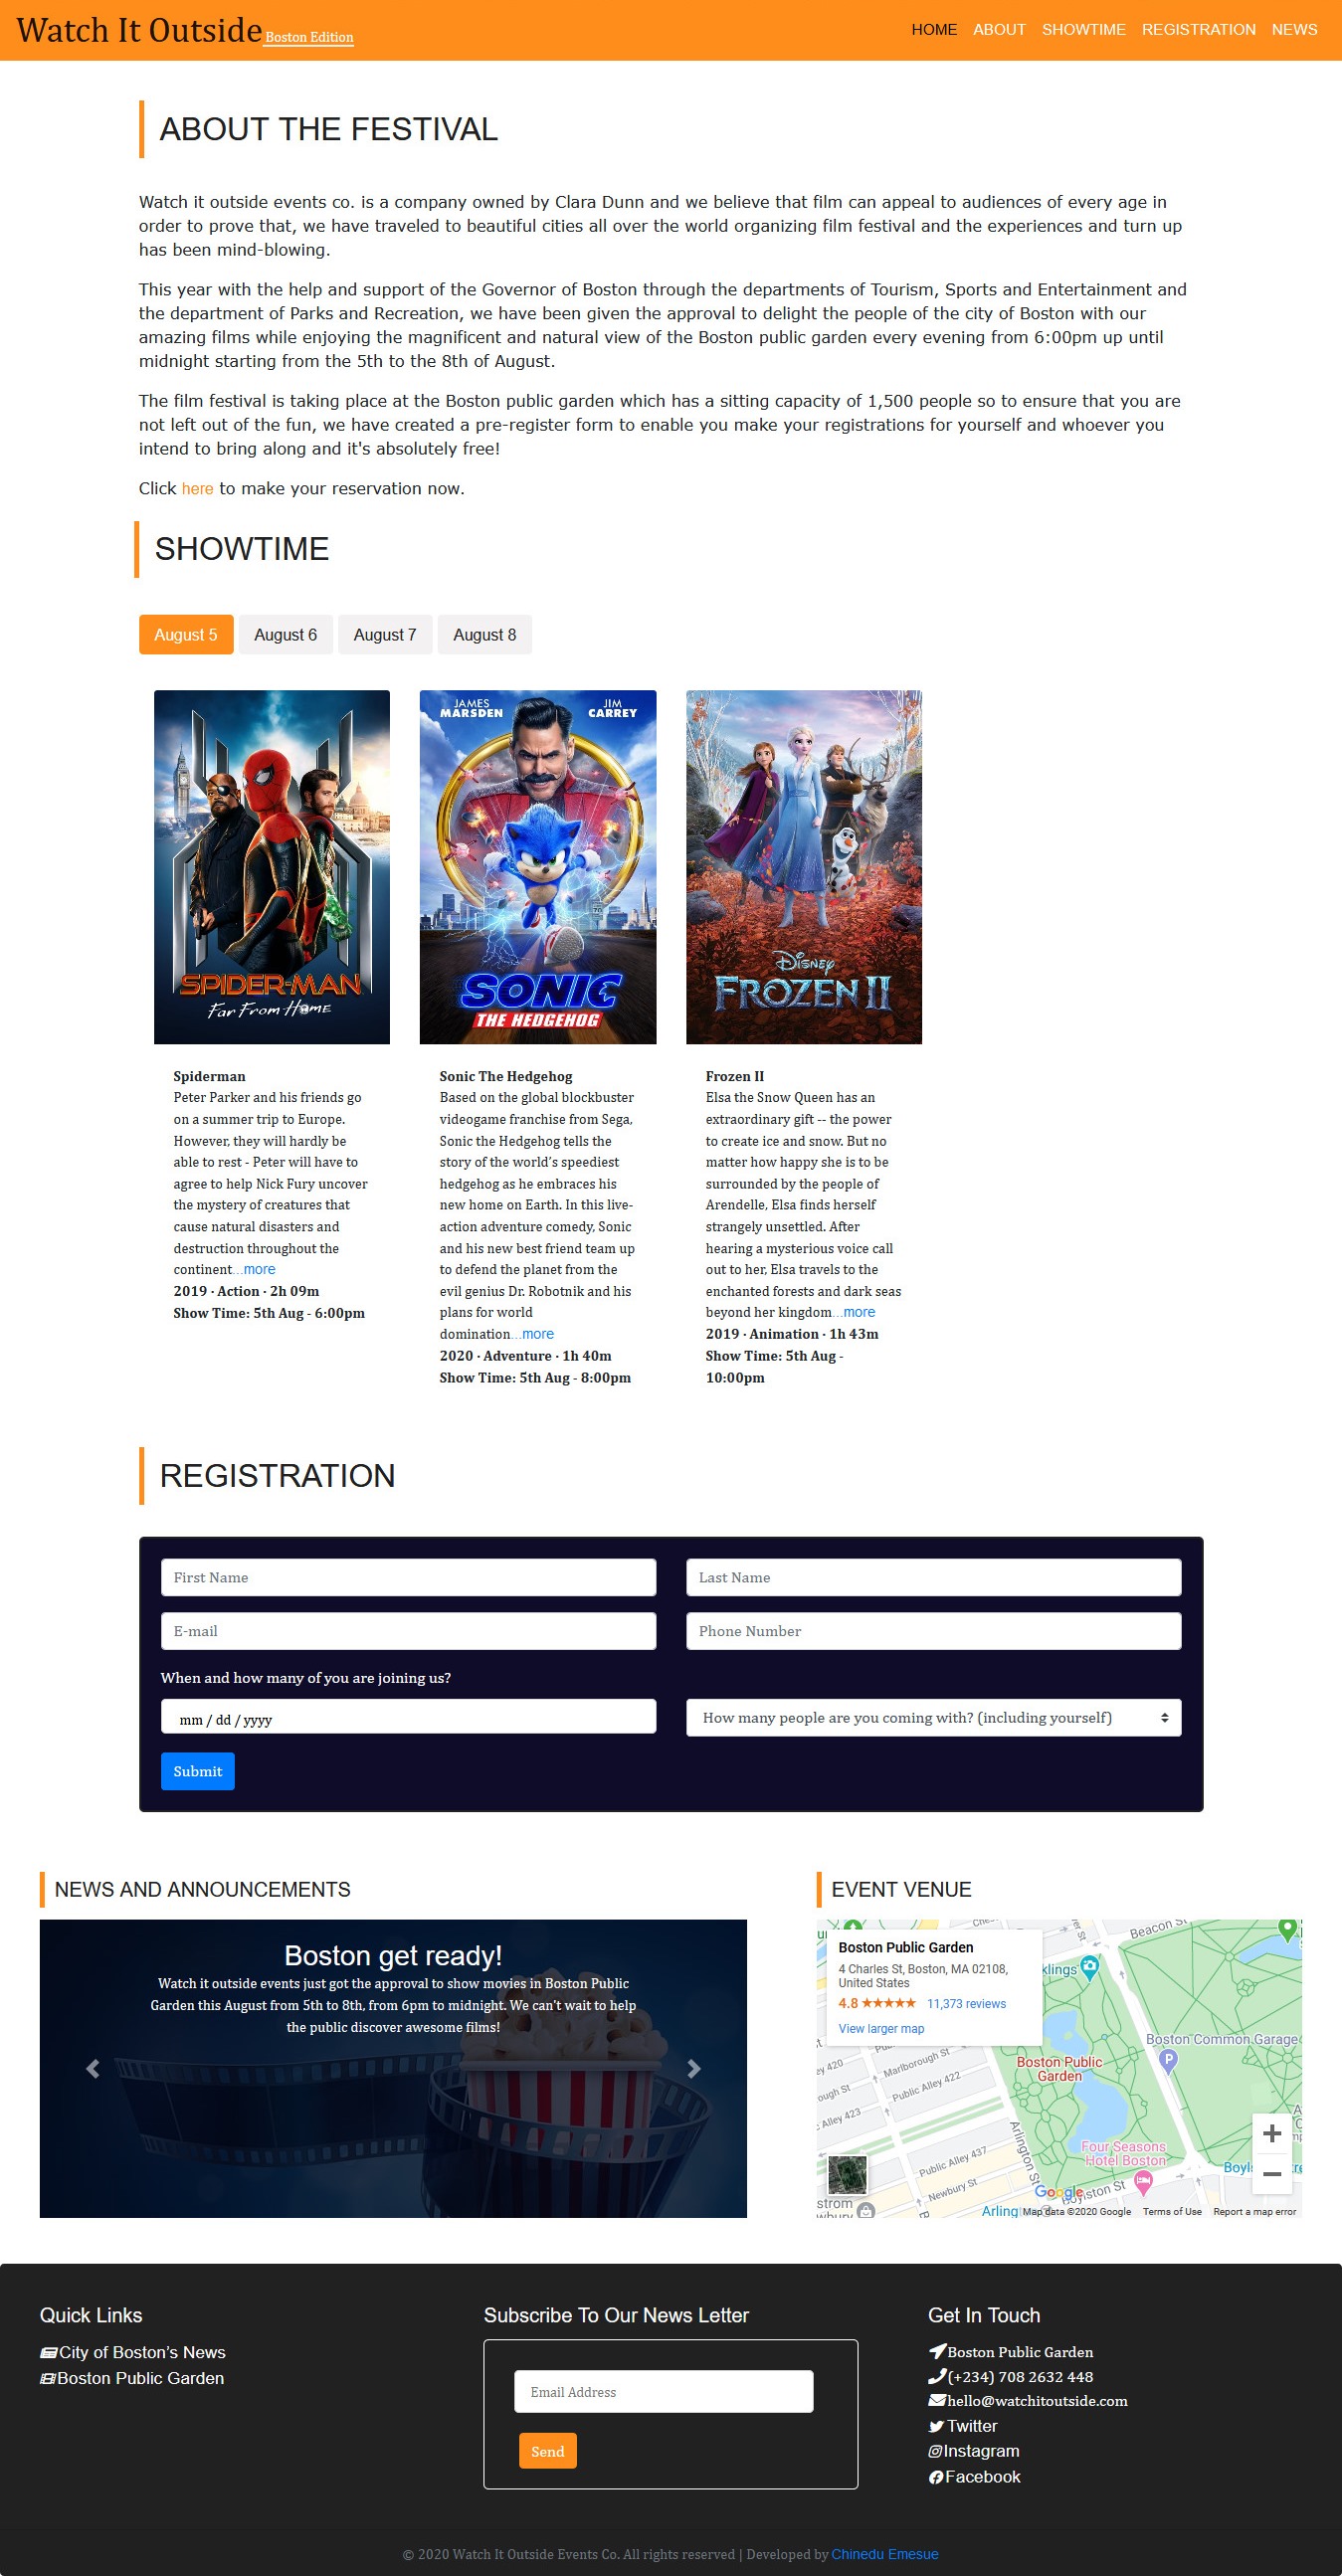 Watch It Outside Boston Edition
HOME ABOUT SHOWTIME REGISTRATION NEWS
ABOUT THE FESTIVAL
Watch it outside events co. is a company owned by Clara Dunn and we believe that film can appeal to audiences of every age in
order to prove that, we have traveled to beautiful cities all over the world organizing film festival and the experiences and turn up
has been mind-blowing.
This year with the help and support of the Governor of Boston through the departments of Tourism, Sports and Entertainment and
the department of Parks and Recreation, we have been given the approval to delight the people of the city of Boston with our
amazing films while enjoying the magnificent and natural view of the Boston public garden every evening from 6:00pm up until
midnight starting from the 5th to the 8th of August.
The film festival is taking place at the Boston public garden which has a sitting capacity of 1,500 people so to ensure that you are
not left out of the fun, we have created a pre-register form to enable you make your registrations for yourself and whoever you
intend to bring along and it's absolutely free!
Click here to make your reservation now.
SHOWTIME
August 5 August 6 August 7 August 8
SPIDER-MAN
Far From Home
JAMES MARSDEN
JIM CARREY
SONIC
THE HEDGEHOG
Disney
FROZEN II
Spiderman
Peter Parker and his friends go
on a summer trip to Europe.
However, they will hardly be
able to rest - Peter will have to
agree to help Nick Fury uncover
the mystery of creatures that
cause natural disasters and
destruction throughout the
continent...more
2019 · Action · 2h 09m
Show Time: 5th Aug - 6:00pm
Sonic The Hedgehog
Based on the global blockbuster
videogame franchise from Sega,
Sonic the Hedgehog tells the
story of the world's speediest
hedgehog as he embraces his
new home on Earth. In this live-
action adventure comedy, Sonic
and his new best friend team up
to defend the planet from the
evil genius Dr. Robotnik and his
plans for world
domination...more
2020 · Adventure · 1h 40m
Show Time: 5th Aug - 8:00pm
Frozen II
Elsa the Snow Queen has an
extraordinary gift -- the power
to create ice and snow. But no
matter how happy she is to be
surrounded by the people of
Arendelle, Elsa finds herself
strangely unsettled. After
hearing a mysterious voice call
out to her, Elsa travels to the
enchanted forests and dark seas
beyond her kingdom...more
2019 · Animation · 1h 43m
Show Time: 5th Aug -
10:00pm
REGISTRATION
First Name
Last Name
E-mail
Phone Number
When and how many of you are joining us?
mm / dd / yyyy
How many people are you coming with? (including yourself)
Submit
NEWS AND ANNOUNCEMENTS
Boston get ready!
Watch it outside events just got the approval to show movies in Boston Public
Garden this August from 5th to 8th, from 6pm to midnight. We can't wait to help
the public discover awesome films!
EVENT VENUE
Boston Public Garden
4 Charles St, Boston, MA 02108,
United States
4.8 ★★★★★ 11,373 reviews
View larger map
Beacon St
klings
Boston Common Garage
P
Boston Public
Garden
ey 420
Marlborough St
ough St
Public Alley 422
c Alley 423
Arlington St
Public Alley 437
Newbury St
Four Seasons
Hotel Boston
Boylston St
strom
wbury
Google
Map data ©2020 Google Terms of Use Report a map error
Quick Links
City of Boston's News
Boston Public Garden
Subscribe To Our News Letter
Email Address
Send
Get In Touch
Boston Public Garden
(+234) 708 2632 448
hello@watchitoutside.com
Twitter
Instagram
Facebook
© 2020 Watch It Outside Events Co. All rights reserved | Developed by Chinedu Emesue